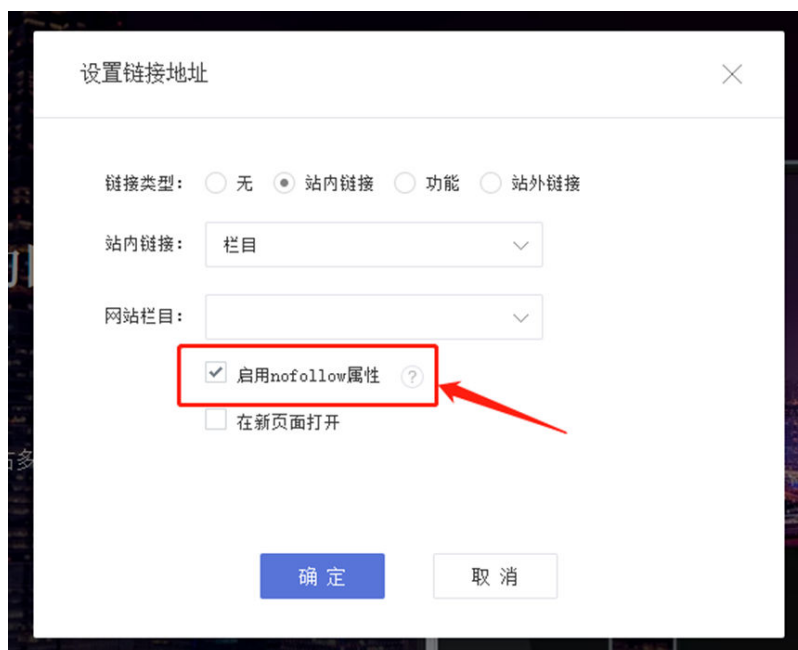 设置链接地址
链接类型： 无 站内链接 功能 站外链接
站内链接： 栏目
网站栏目：
启用nofollow属性 ?
在新页面打开
确 定 取 消